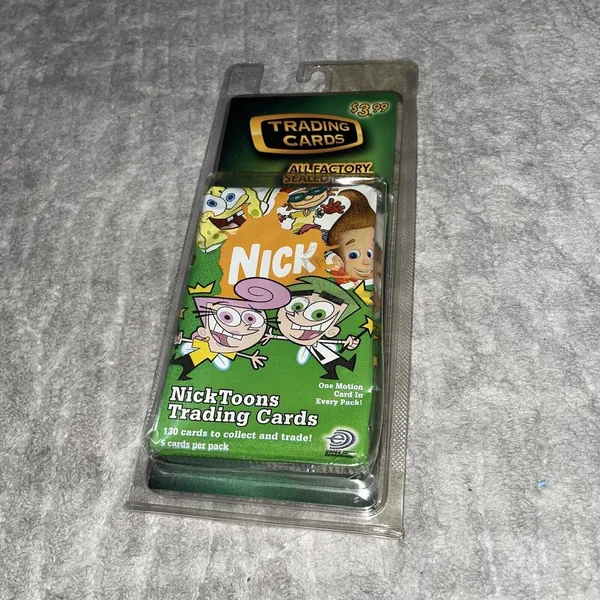 $3.99
TRADING
CARDS
ALL FACTORY
SEALED
NICK
One Motion
Card In
Every Pack!
NickToons
Trading Cards
130 cards to collect and trade!
cards per pack